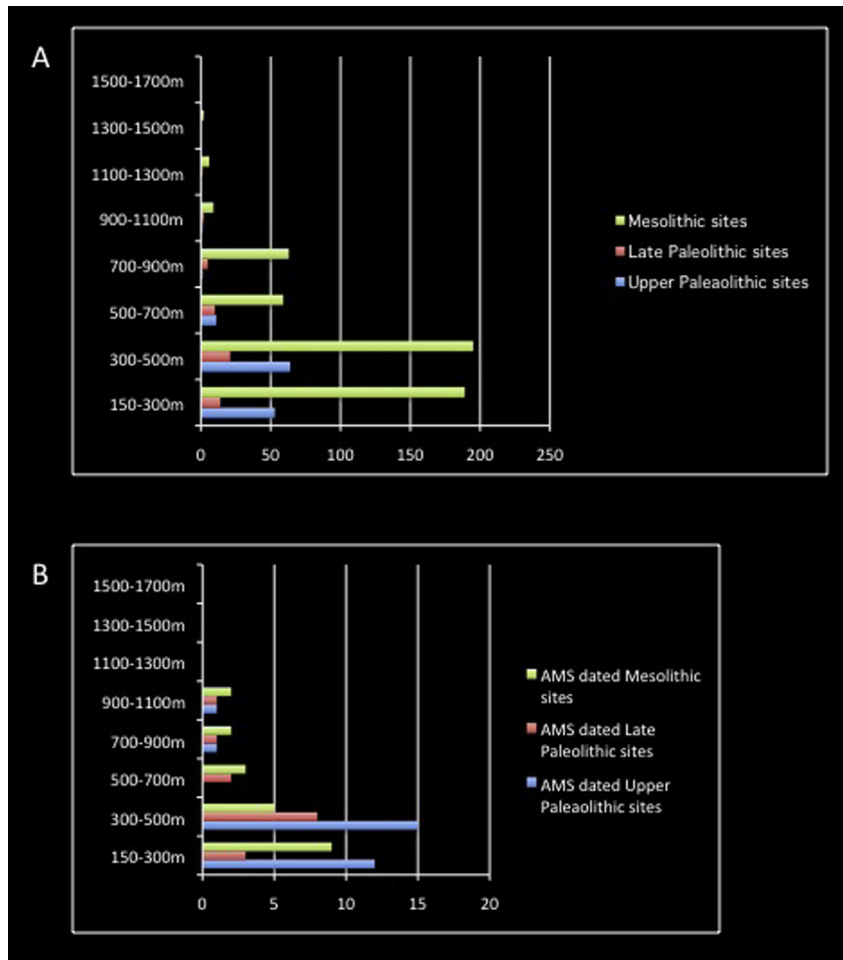 A
1500-1700m
1300-1500m
1100-1300m
900-1100m
700-900m
500-700m
300-500m
150-300m
0 50 100 150 200 250
Mesolithic sites
Late Paleolithic sites
Upper Paleaolithic sites
B
1500-1700m
1300-1500m
1100-1300m
900-1100m
700-900m
500-700m
300-500m
150-300m
0 5 10 15 20
AMS dated Mesolithic
sites
AMS dated Late
Paleolithic sites
AMS dated Upper
Paleaolithic sites